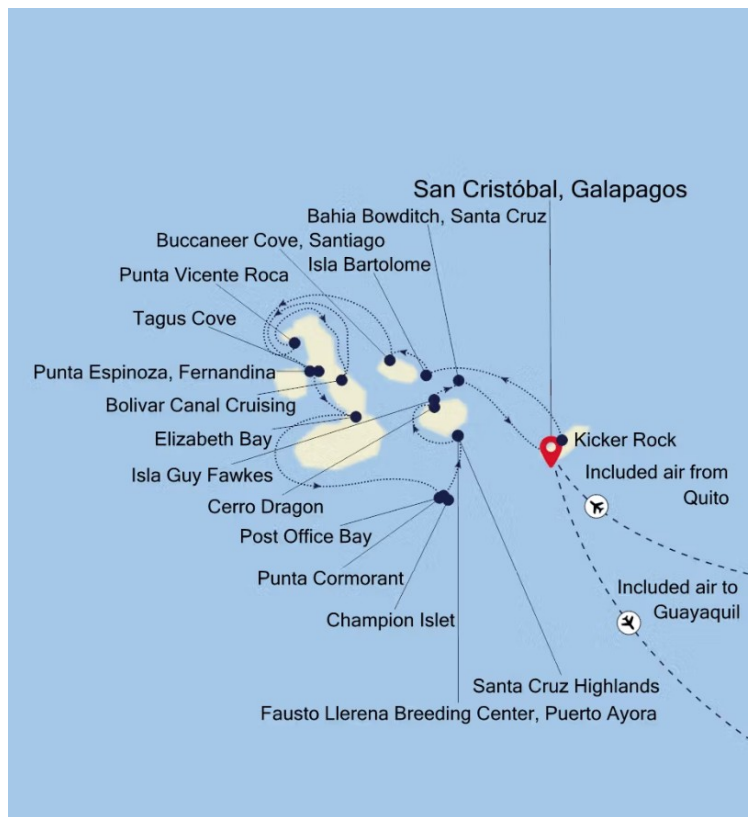 San Cristóbal, Galapagos
Bahia Bowditch, Santa Cruz
Buccaneer Cove, Santiago
Isla Bartolome
Punta Vicente Roca
Tagus Cove
Punta Espinoza, Fernandina
Bolivar Canal Cruising
Elizabeth Bay
Kicker Rock
Isla Guy Fawkes
Included air from
Quito
Cerro Dragon
Post Office Bay
Punta Cormorant
Included air to
Guayaquil
Champion Islet
Santa Cruz Highlands
Fausto Llerena Breeding Center, Puerto Ayora